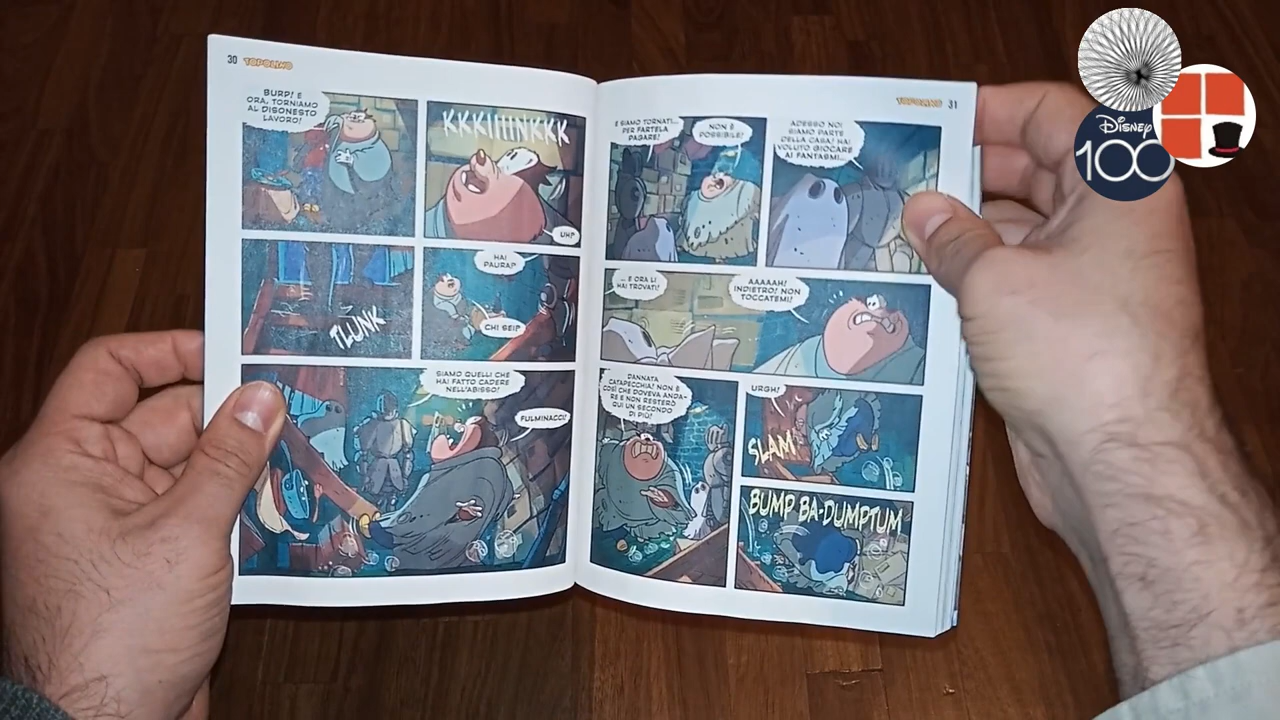 30 TOPOLINO
BURP! E
ORA, TORNIAMO
AL DISONESTO
LAVORO!
KKKIIIINKKK
UH?
TLUNK
HAI
PAURA?
CHI SEI?
SIAMO QUELLI CHE
HAI FATTO CADERE
NELL'ABISSO!
FULMINACCI!
TOPOLINO 31
E SIAMO TORNATI...
PER FARTELA
PAGARE!
NON È
POSSIBILE!
ADESSO NOI
SIAMO PARTE
DELLA CASA! HAI
VOLUTO GIOCARE
AI FANTASMI...
... E ORA LI
HAI TROVATI!
AAAAAH!
INDIETRO! NON
TOCCATEMI!
DANNATA
CATAPECCHIA! NON È
COSÌ CHE DOVEVA ANDA-
RE E NON RESTERÒ
QUI UN SECONDO
DI PIÙ!
URGH!
SLAM
BUMP BA-DUMPTUM
Disney
100